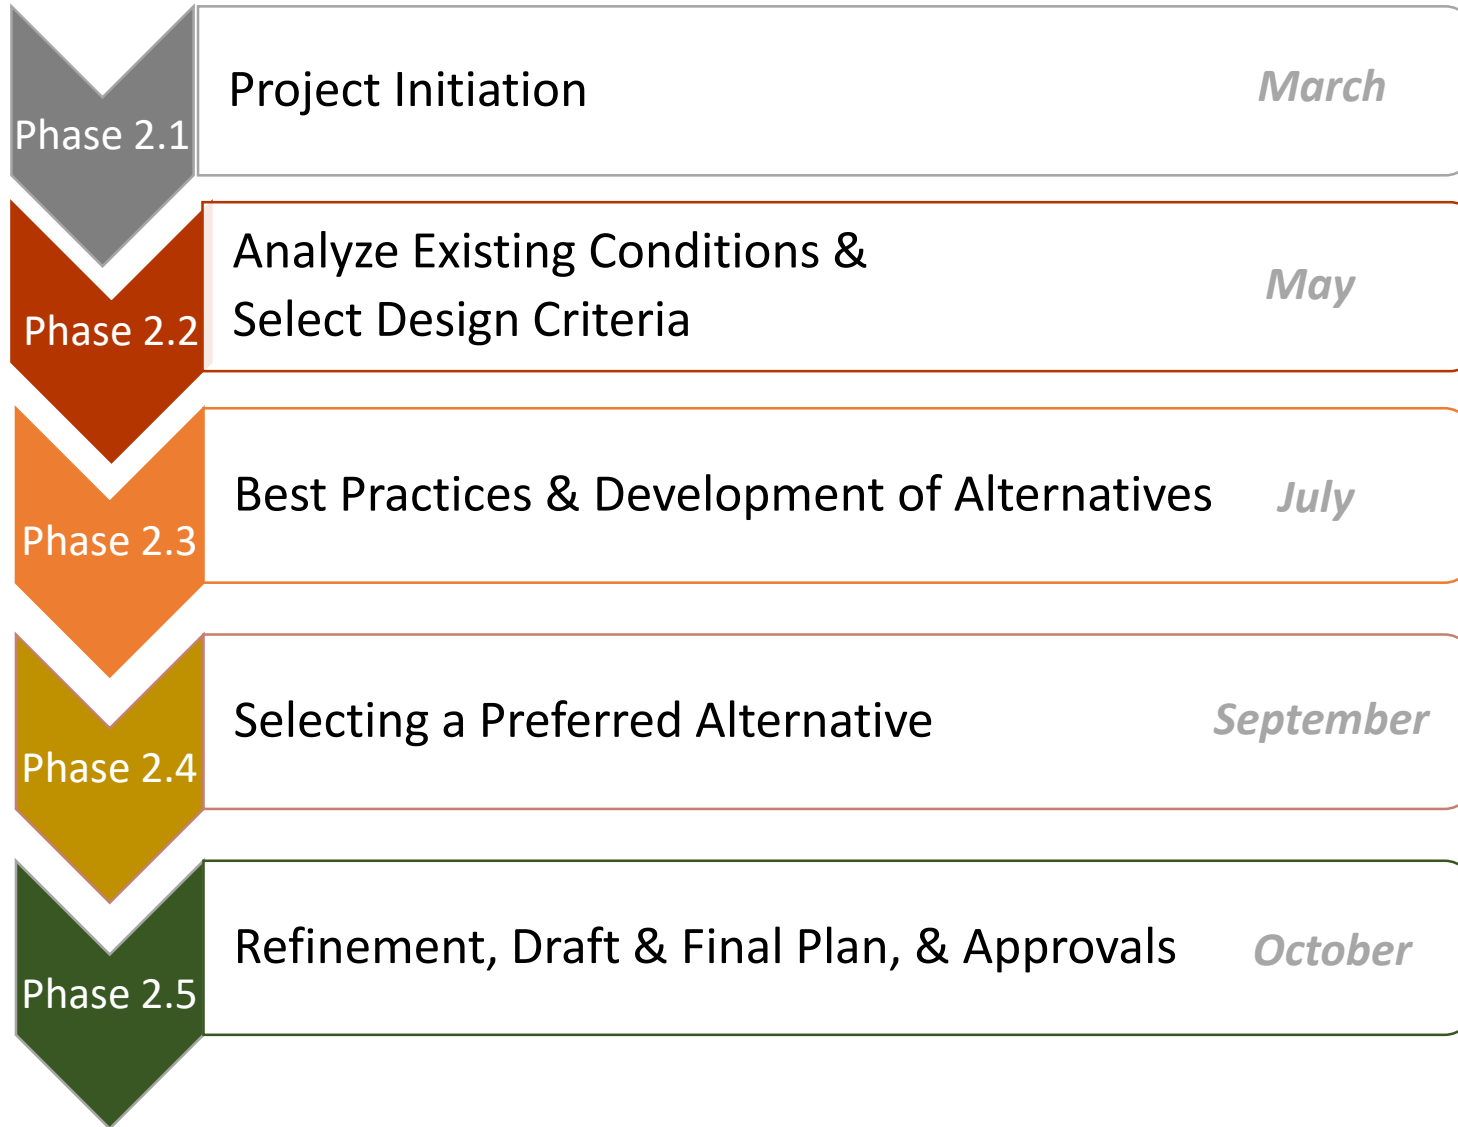 Phase 2.1
Project Initiation
March
Phase 2.2
Analyze Existing Conditions &
Select Design Criteria
May
Phase 2.3
Best Practices & Development of Alternatives
July
Phase 2.4
Selecting a Preferred Alternative
September
Phase 2.5
Refinement, Draft & Final Plan, & Approvals
October